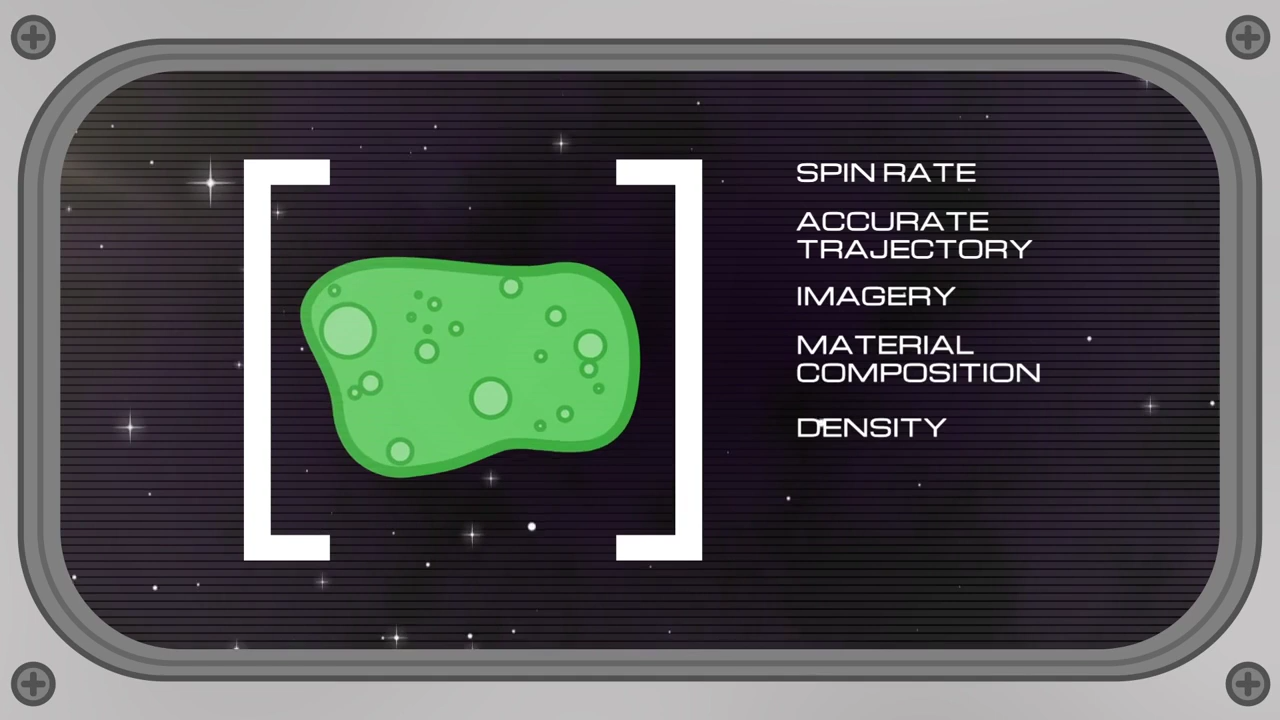 SPIN RATE
ACCURATE
TRAJECTORY
IMAGERY
MATERIAL
COMPOSITION
DENSITY